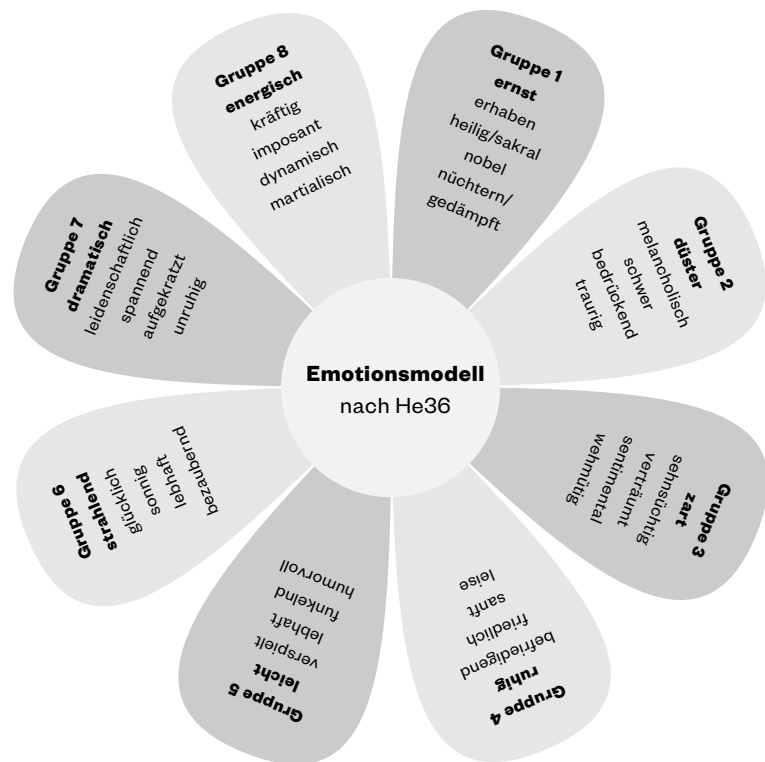 Emotionsmodell
nach He36
Gruppe 1
ernst
erhaben
heilig/sakral
nobel
nüchtern/
gedämpft
Gruppe 2
düster
melancholisch
schwer
bedrückend
traurig
Gruppe 3
zart
sehnsüchtig
verträumt
sentimental
wehmütig
Gruppe 4
ruhig
befriedigend
friedlich
sanft
leise
Gruppe 5
leicht
verspielt
lebhaft
funkelnd
humorvoll
Gruppe 6
strahlend
glücklich
sonnig
lebhaft
bezaubernd
Gruppe 7
dramatisch
leidenschaftlich
spannend
aufgekratzt
unruhig
Gruppe 8
energisch
kräftig
imposant
dynamisch
martialisch